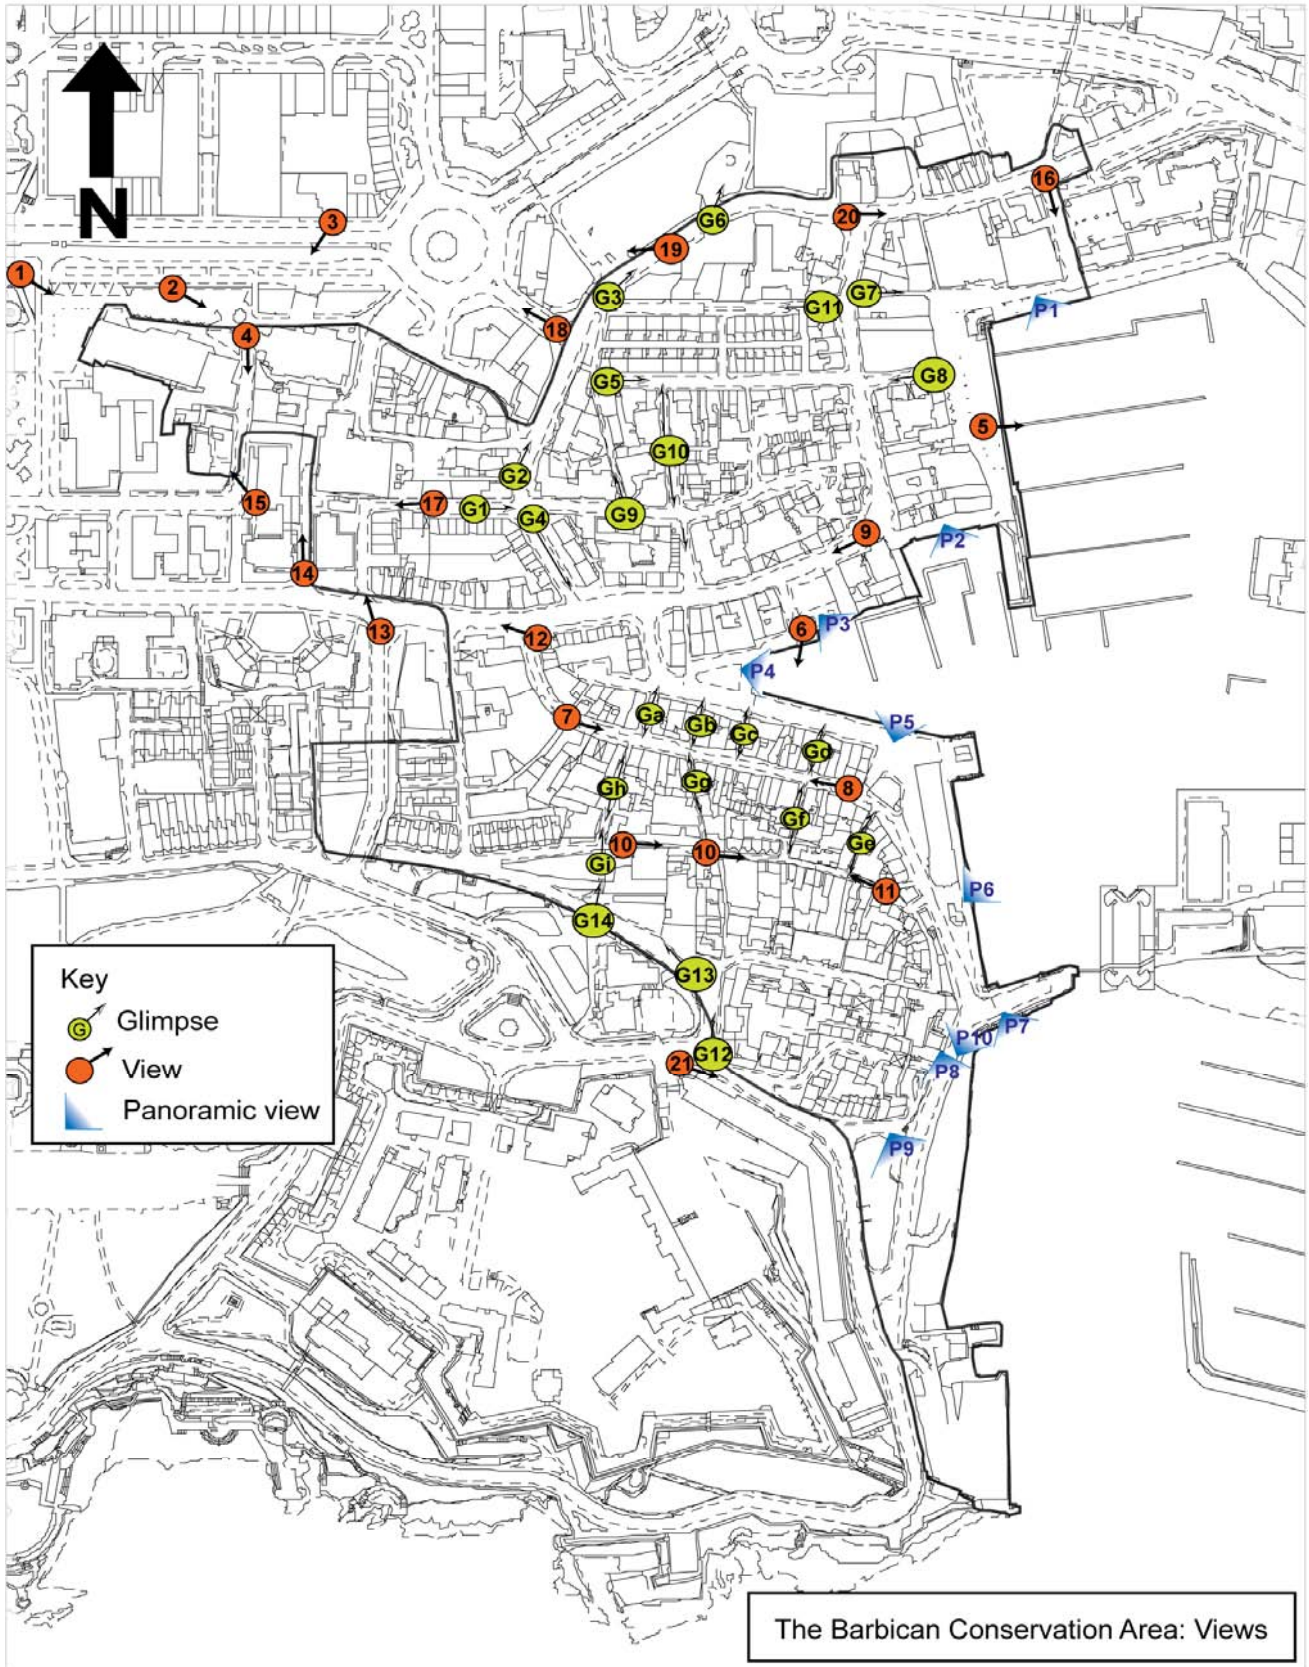 N
3
1
2
4
16
20
G6
19
G3
G11
G7
P1
18
G5
G8
5
G10
G2
15
17
G1
G4
G9
9
P2
14
13
12
6
P3
P4
7
Ga
Gb
Gc
Gd
P5
Gh
Gg
8
Gf
Ge
10
10
Gi
11
P6
G14
G13
P10
P7
P8
21
G12
P9
Key
G Glimpse
View
Panoramic view
The Barbican Conservation Area: Views